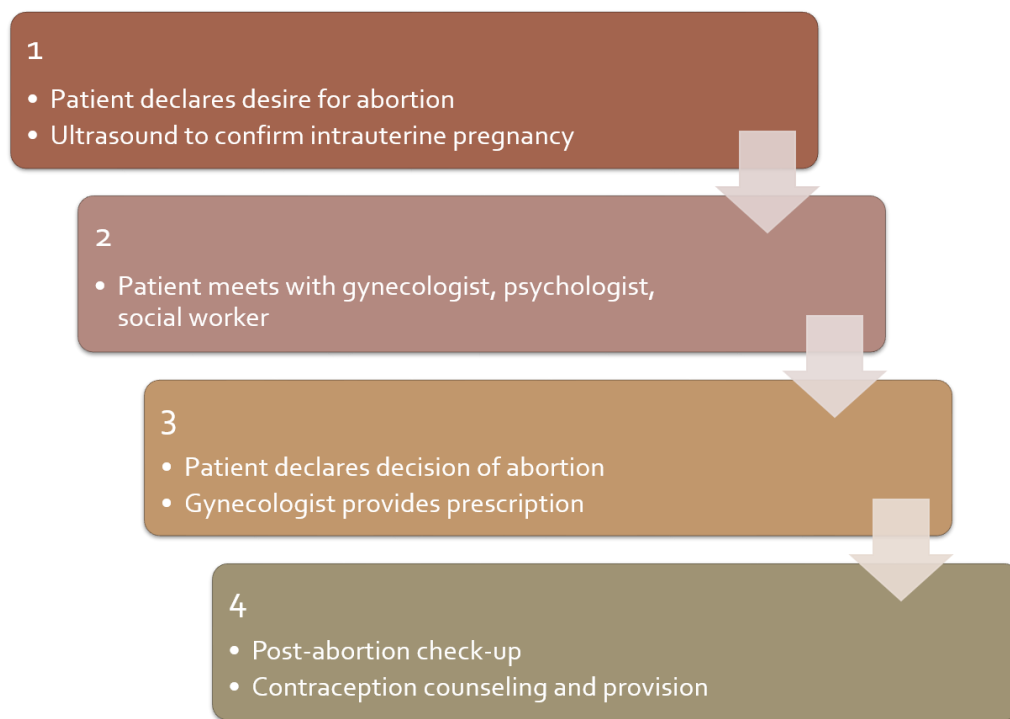 1
• Patient declares desire for abortion
• Ultrasound to confirm intrauterine pregnancy
2
• Patient meets with gynecologist, psychologist,
social worker
3
• Patient declares decision of abortion
• Gynecologist provides prescription
4
• Post-abortion check-up
• Contraception counseling and provision